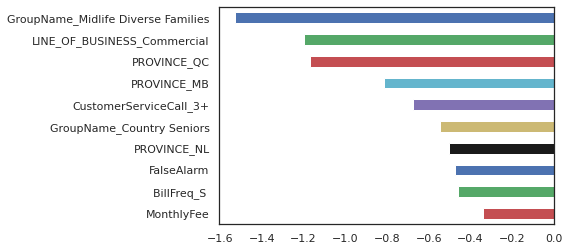 GroupName_Midlife Diverse Families
LINE_OF_BUSINESS_Commercial
PROVINCE_QC
PROVINCE_MB
CustomerServiceCall_3+
GroupName_Country Seniors
PROVINCE_NL
FalseAlarm
BillFreq_S
MonthlyFee
−1.6 −1.4 −1.2 −1.0 −0.8 −0.6 −0.4 −0.2 0.0